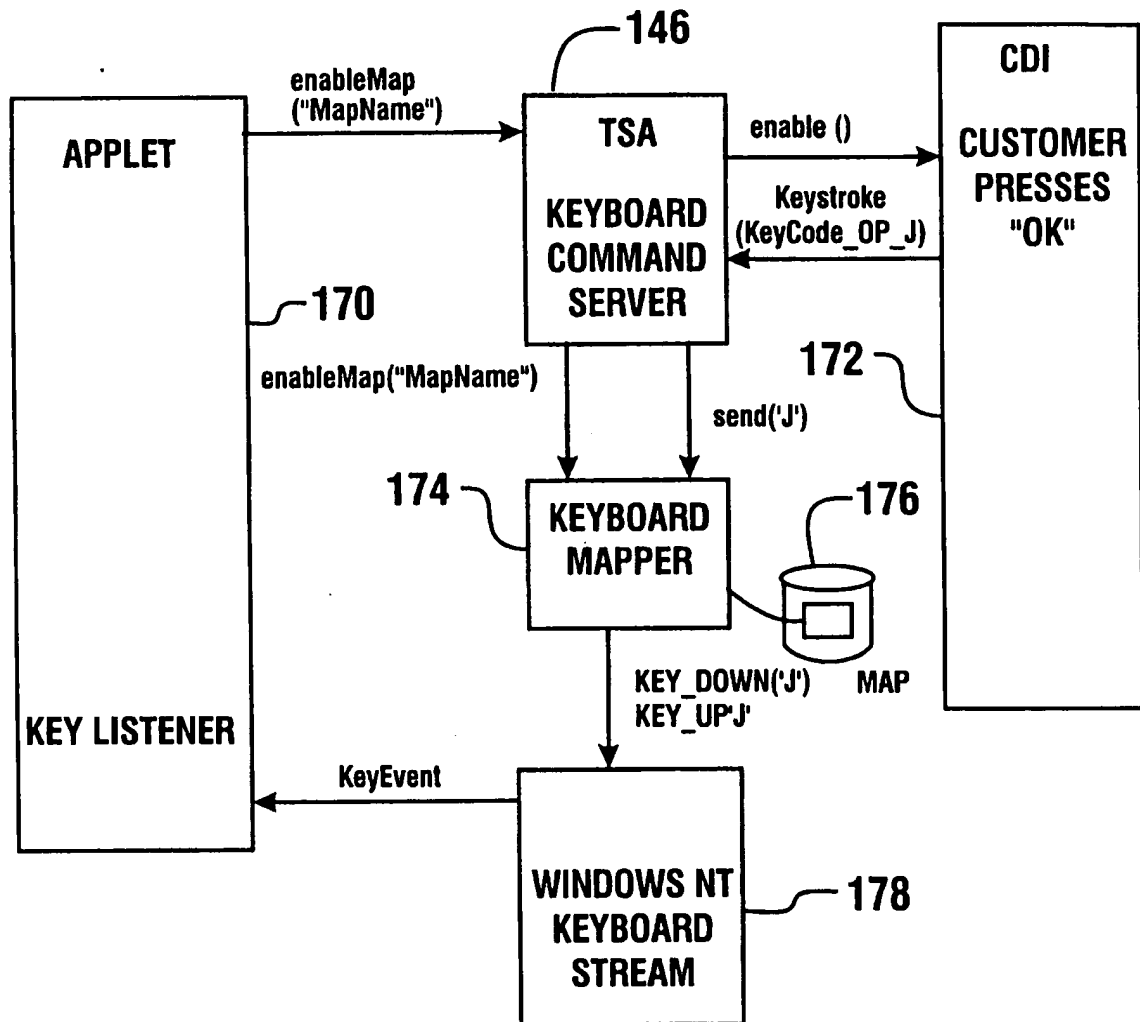 146
enableMap
("MapName")
CDI
APPLET
TSA
enable ()
CUSTOMER
PRESSES
"OK"
KEYBOARD
COMMAND
SERVER
Keystroke
(KeyCode_OP_J)
170
enableMap("MapName")
172
send('J')
174
KEYBOARD
MAPPER
176
KEY_DOWN('J')
KEY_UP'J'
MAP
KEY LISTENER
KeyEvent
WINDOWS NT
KEYBOARD
STREAM
178